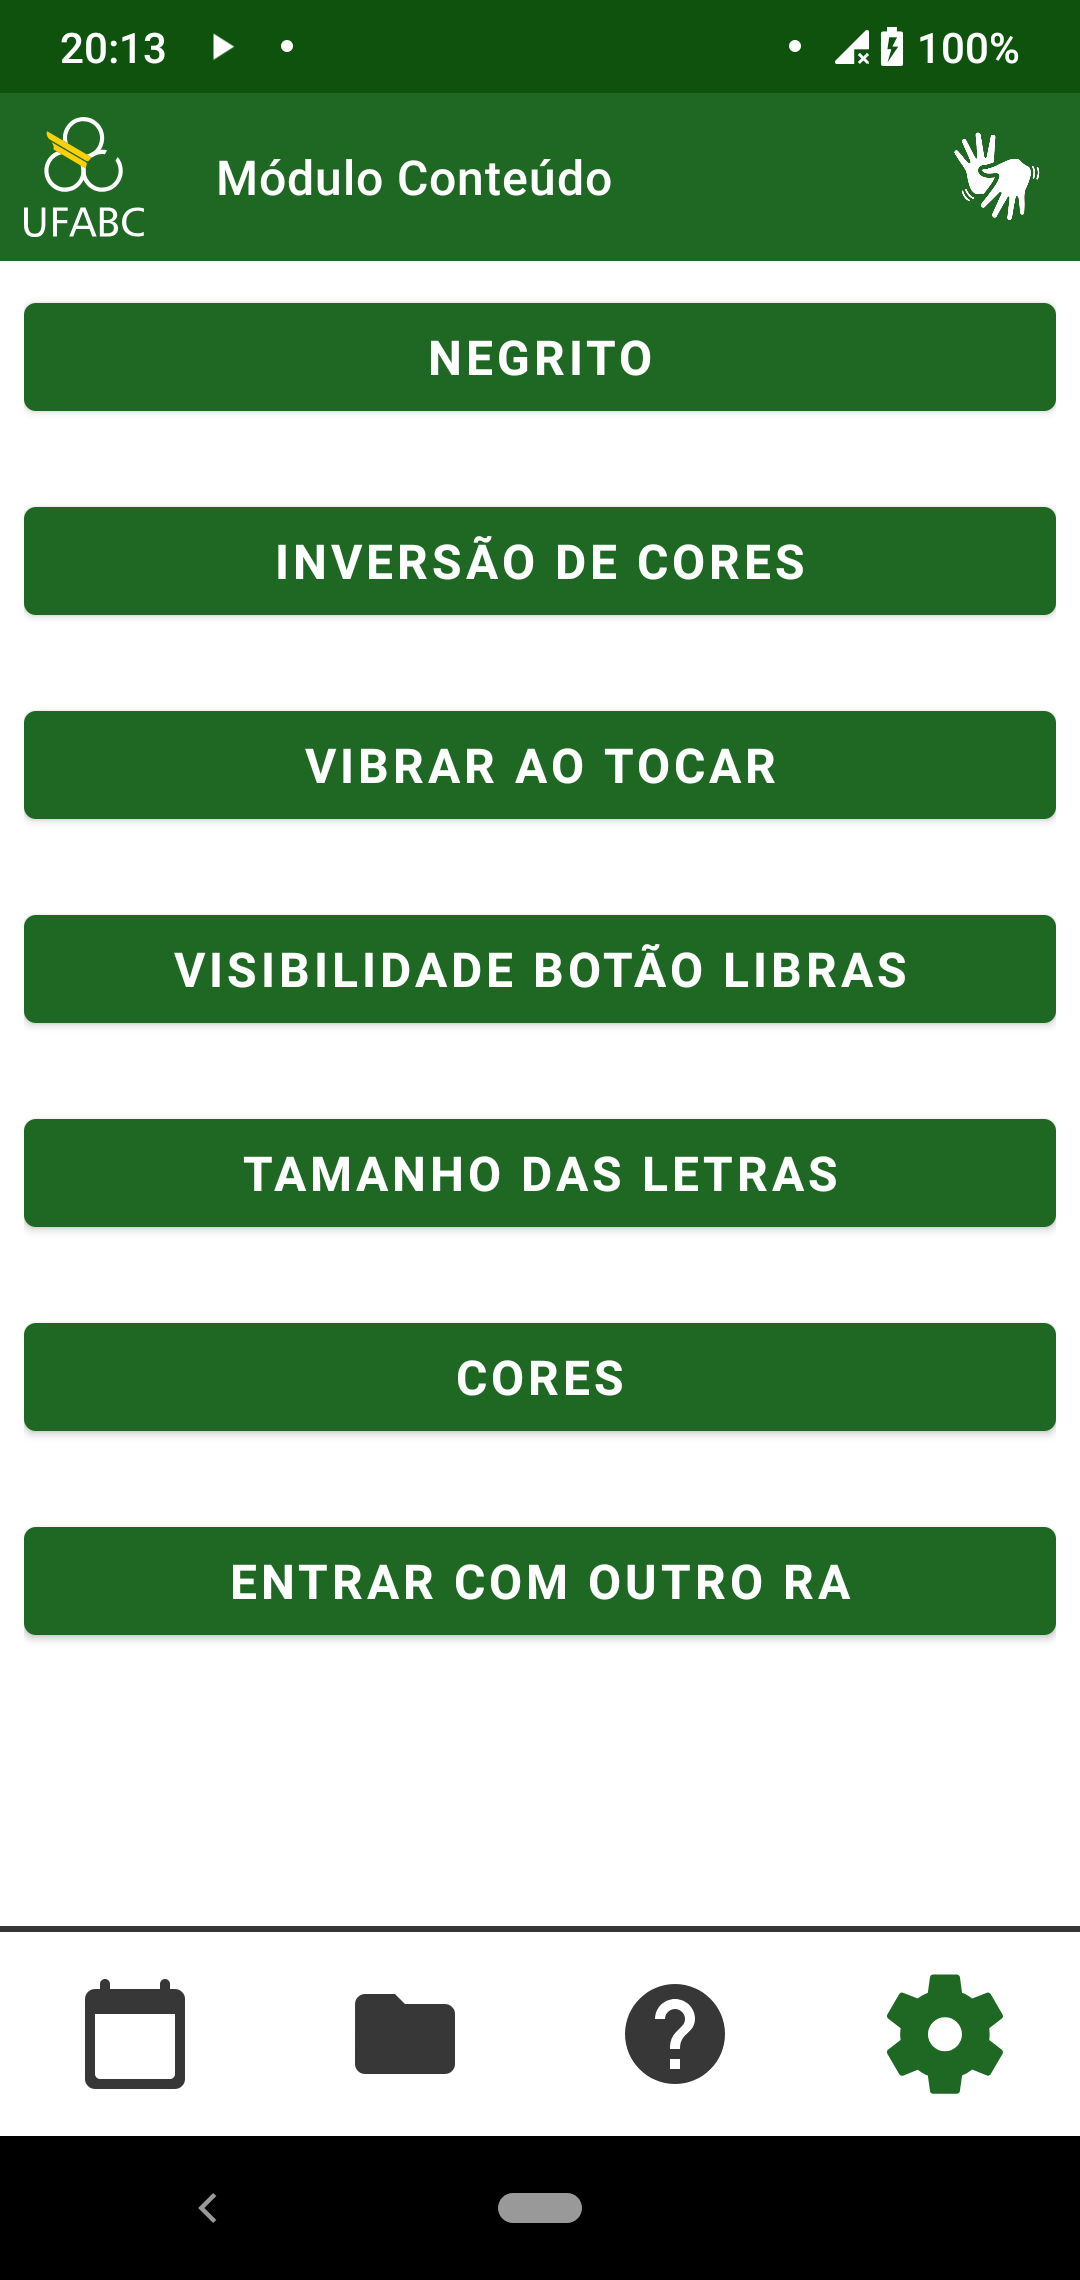 20:13
100%
UFABC
Módulo Conteúdo
NEGRITO
INVERSÃO DE CORES
VIBRAR AO TOCAR
VISIBILIDADE BOTÃO LIBRAS
TAMANHO DAS LETRAS
CORES
ENTRAR COM OUTRO RA